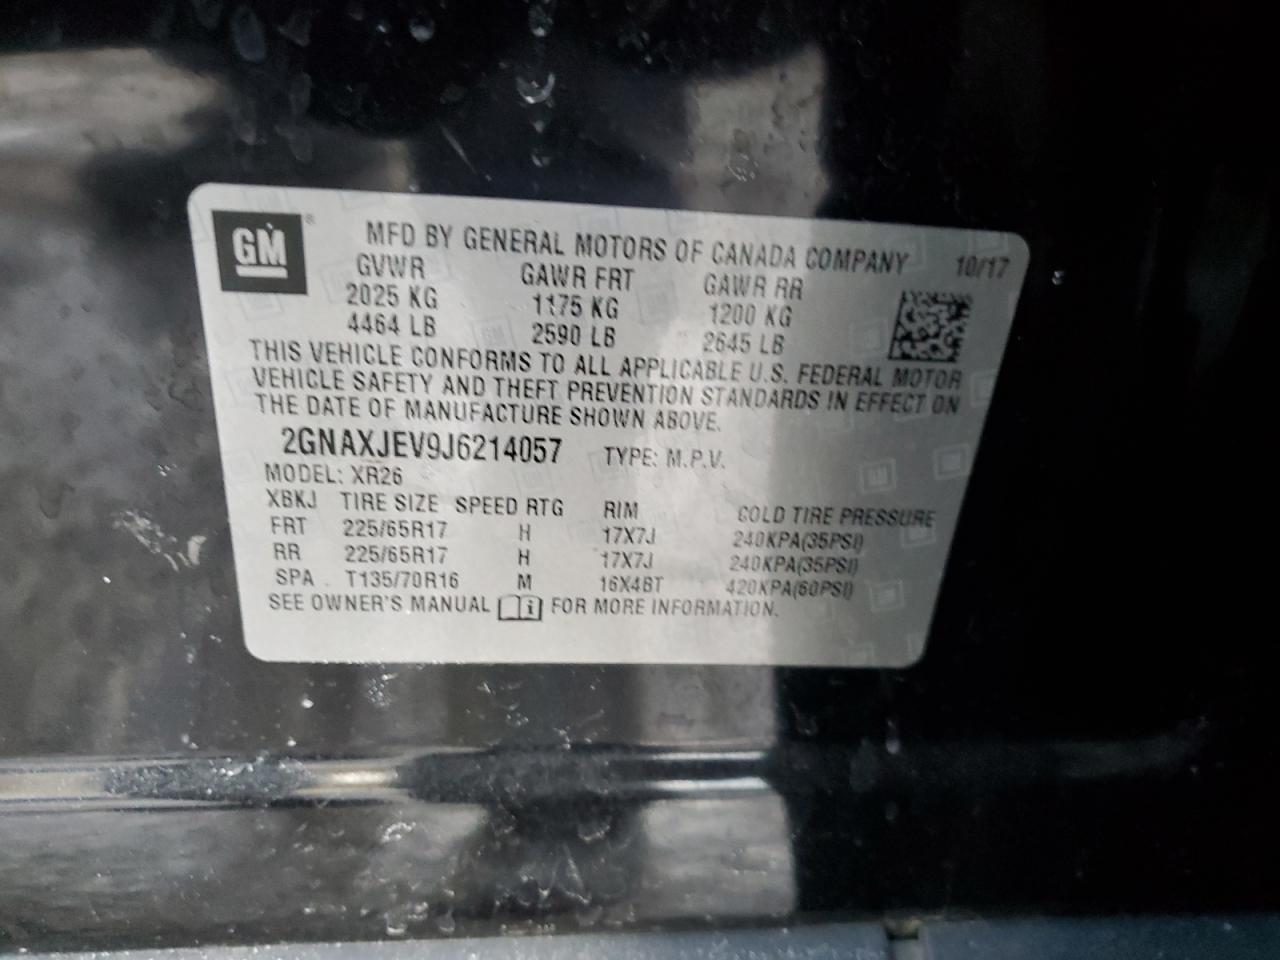 GM ® MFD BY GENERAL MOTORS OF CANADA COMPANY 10/17
GVWR GAWR FRT GAWR RR
2025 KG 1175 KG 1200 KG
4464 LB 2590 LB 2645 LB
THIS VEHICLE CONFORMS TO ALL APPLICABLE U.S. FEDERAL MOTOR
VEHICLE SAFETY AND THEFT PREVENTION STANDARDS IN EFFECT ON
THE DATE OF MANUFACTURE SHOWN ABOVE.
2GNAXJEV9J6214057 TYPE: M.P.V.
MODEL: XR26
XBKJ TIRE SIZE SPEED RTG RIM COLD TIRE PRESSURE
FRT 225/65R17 H 17X7J 240KPA(35PSI)
RR 225/65R17 H 17X7J 240KPA(35PSI)
SPA T135/70R16 M 16X4BT 420KPA(60PSI)
SEE OWNER'S MANUAL i FOR MORE INFORMATION.